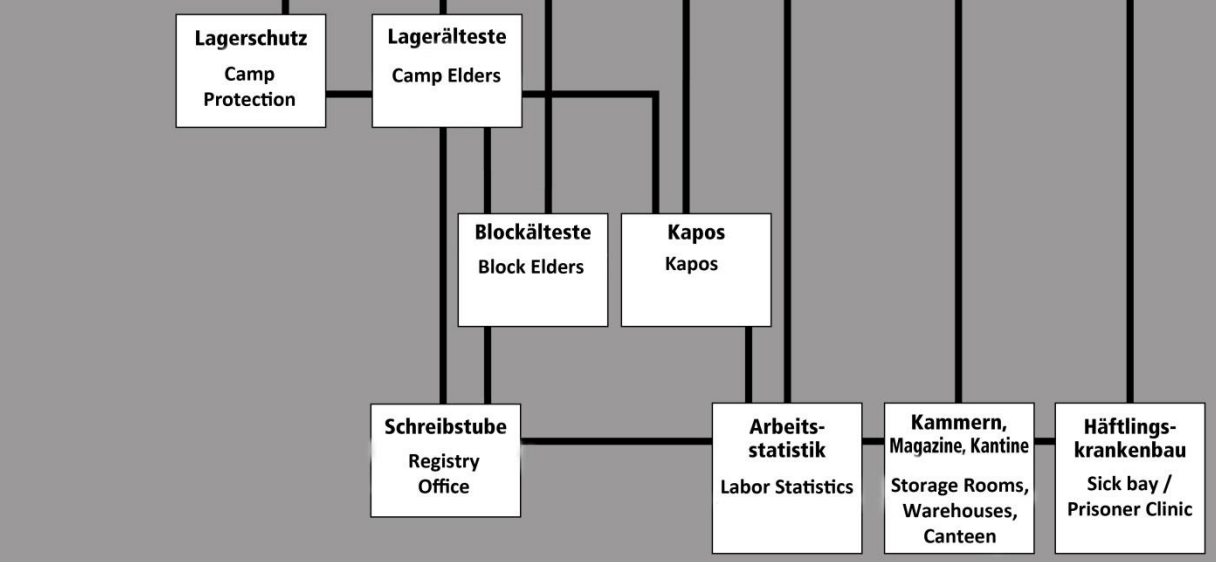 Lagerschutz
Camp
Protection
Lagerälteste
Camp Elders
Blockälteste
Block Elders
Kapos
Kapos
Schreibstube
Registry
Office
Arbeits-
statistik
Labor Statistics
Kammern,
Magazine, Kantine
Storage Rooms,
Warehouses,
Canteen
Häftlings-
krankenbau
Sick bay /
Prisoner Clinic